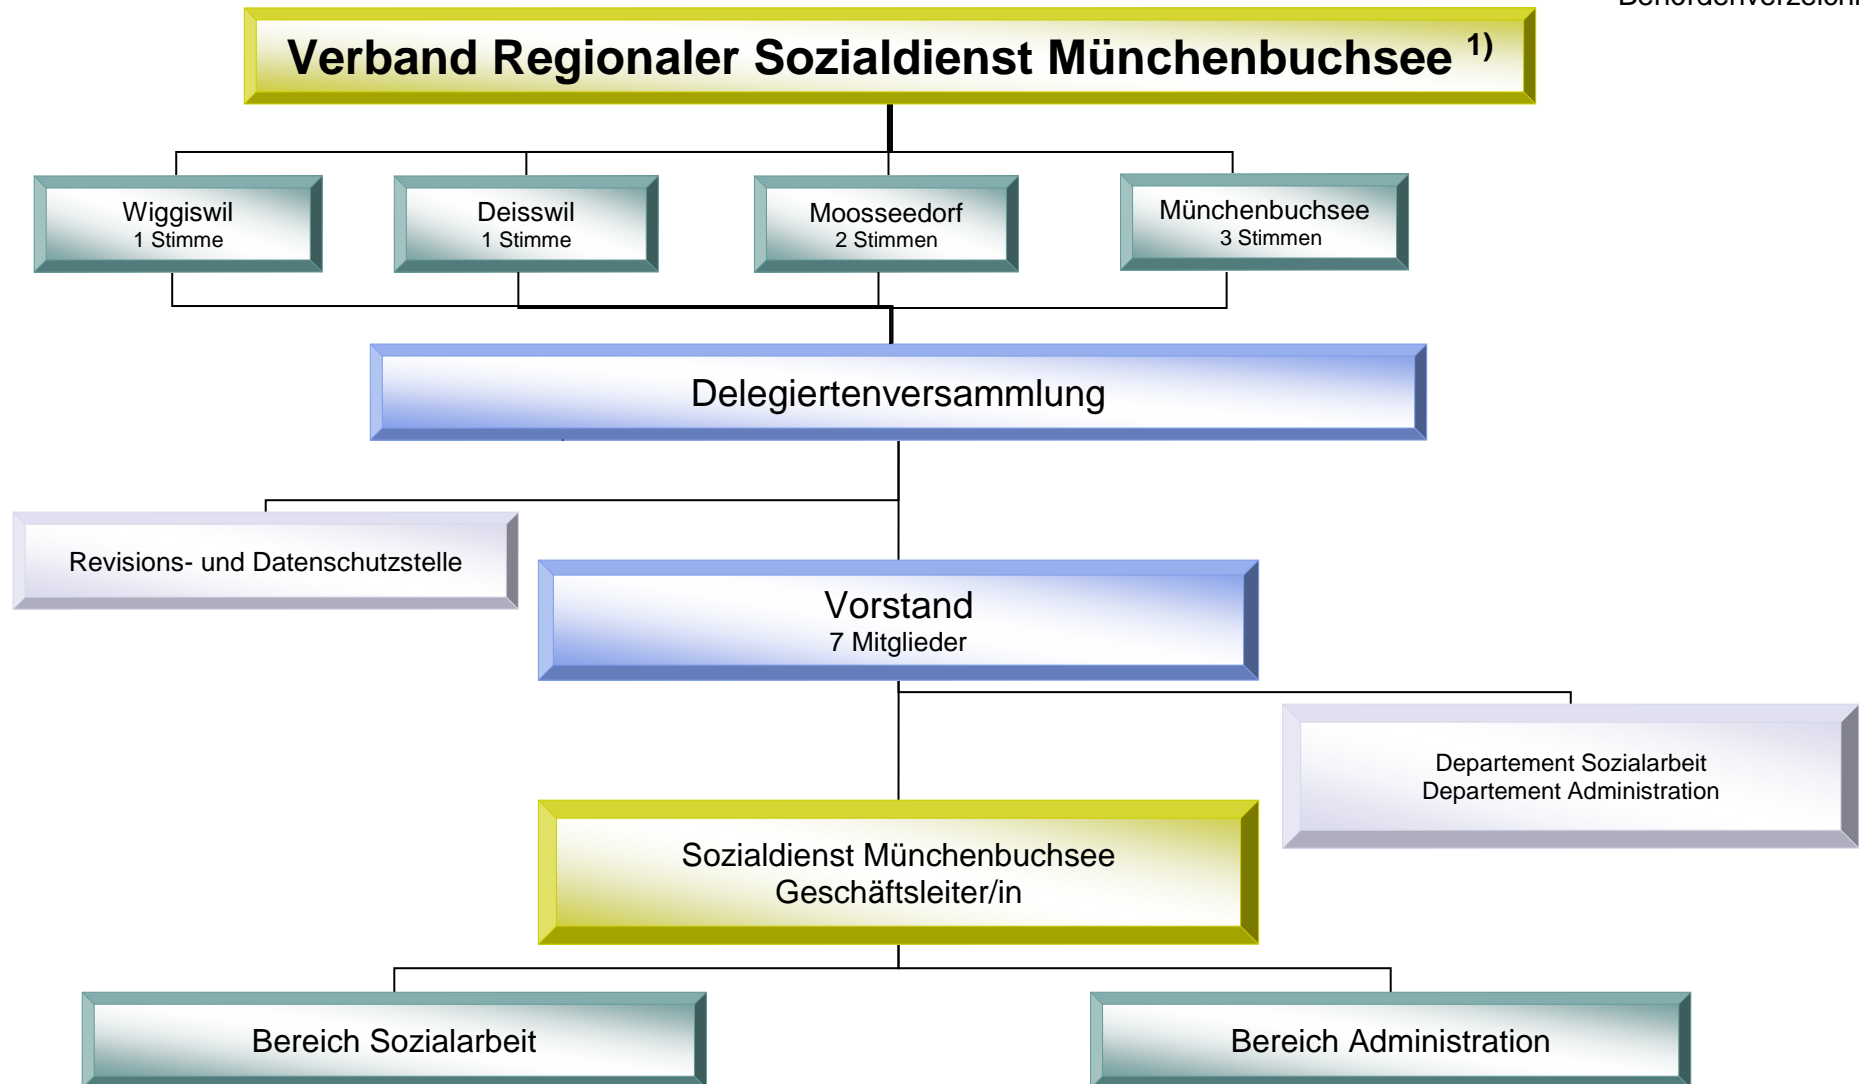 Verband Regionaler Sozialdienst Münchenbuchsee 1)
Wiggiswil
1 Stimme
Deisswil
1 Stimme
Moosseedorf
2 Stimmen
Münchenbuchsee
3 Stimmen
Delegiertenversammlung
Revisions- und Datenschutzstelle
Vorstand
7 Mitglieder
Departement Sozialarbeit
Departement Administration
Sozialdienst Münchenbuchsee
Geschäftsleiter/in
Bereich Sozialarbeit
Bereich Administration